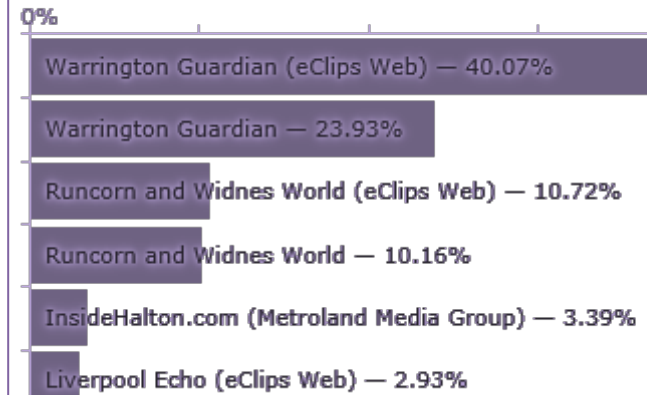 0%
Warrington Guardian (eClips Web) — 40.07%
Warrington Guardian — 23.93%
Runcorn and Widnes World (eClips Web) — 10.72%
Runcorn and Widnes World — 10.16%
InsideHalton.com (Metroland Media Group) — 3.39%
Liverpool Echo (eClips Web) — 2.93%